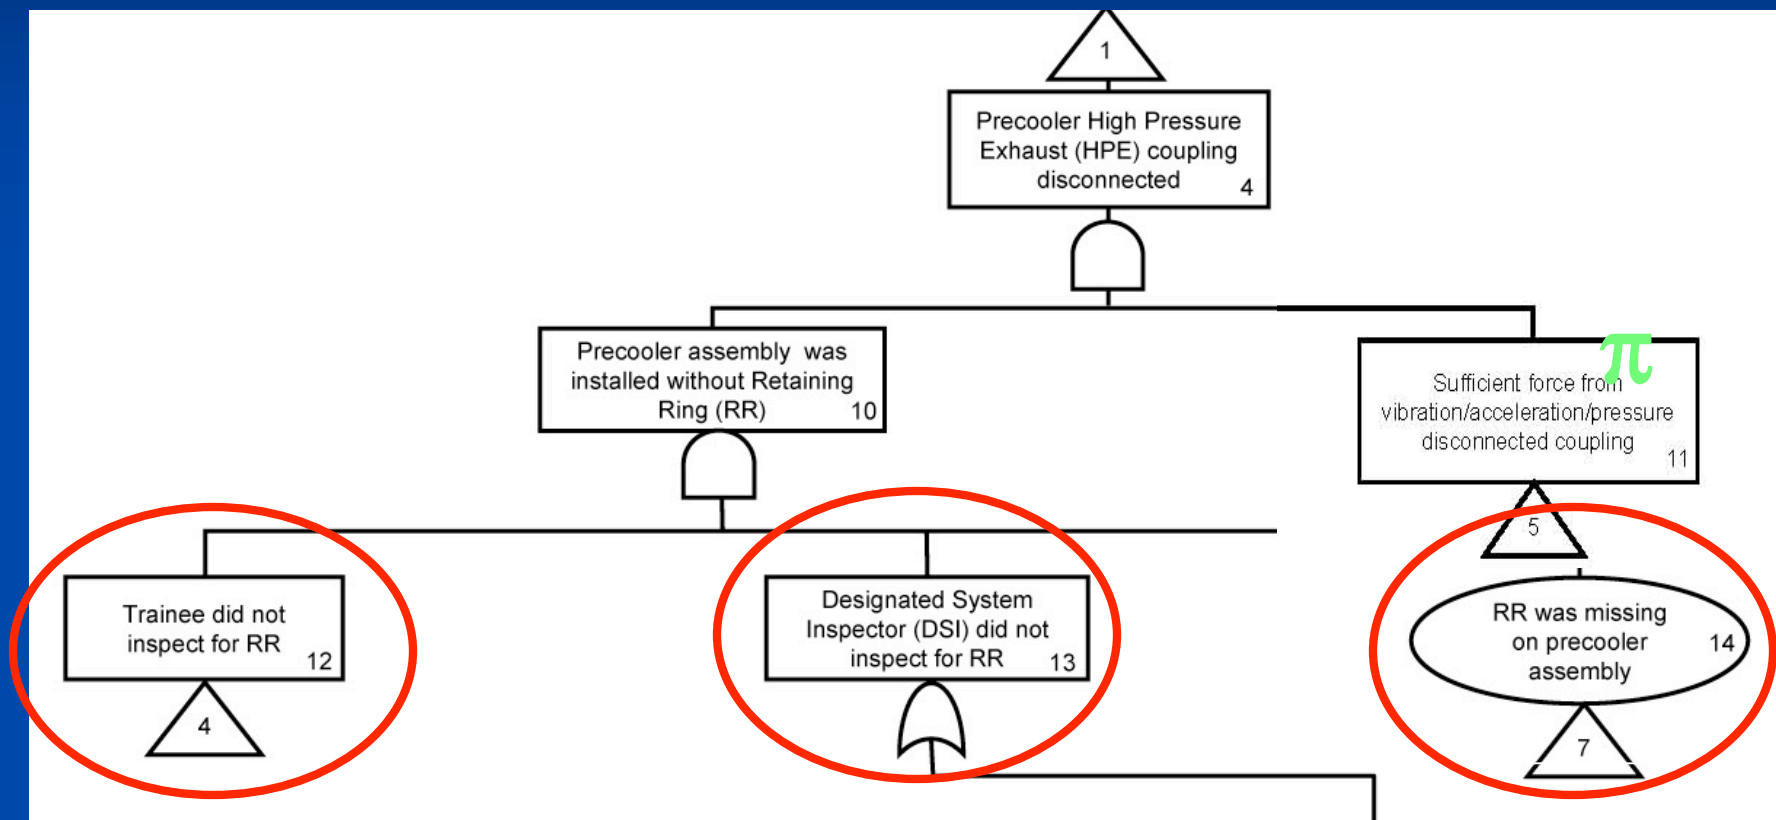 1
Precooler High Pressure
Exhaust (HPE) coupling
disconnected
4
Precooler assembly was
installed without Retaining
Ring (RR)
10
π
Sufficient force from
vibration/acceleration/pressure
disconnected coupling
11
5
Trainee did not
inspect for RR
12
4
Designated System
Inspector (DSI) did not
inspect for RR
13
RR was missing
on precooler
assembly
14
7